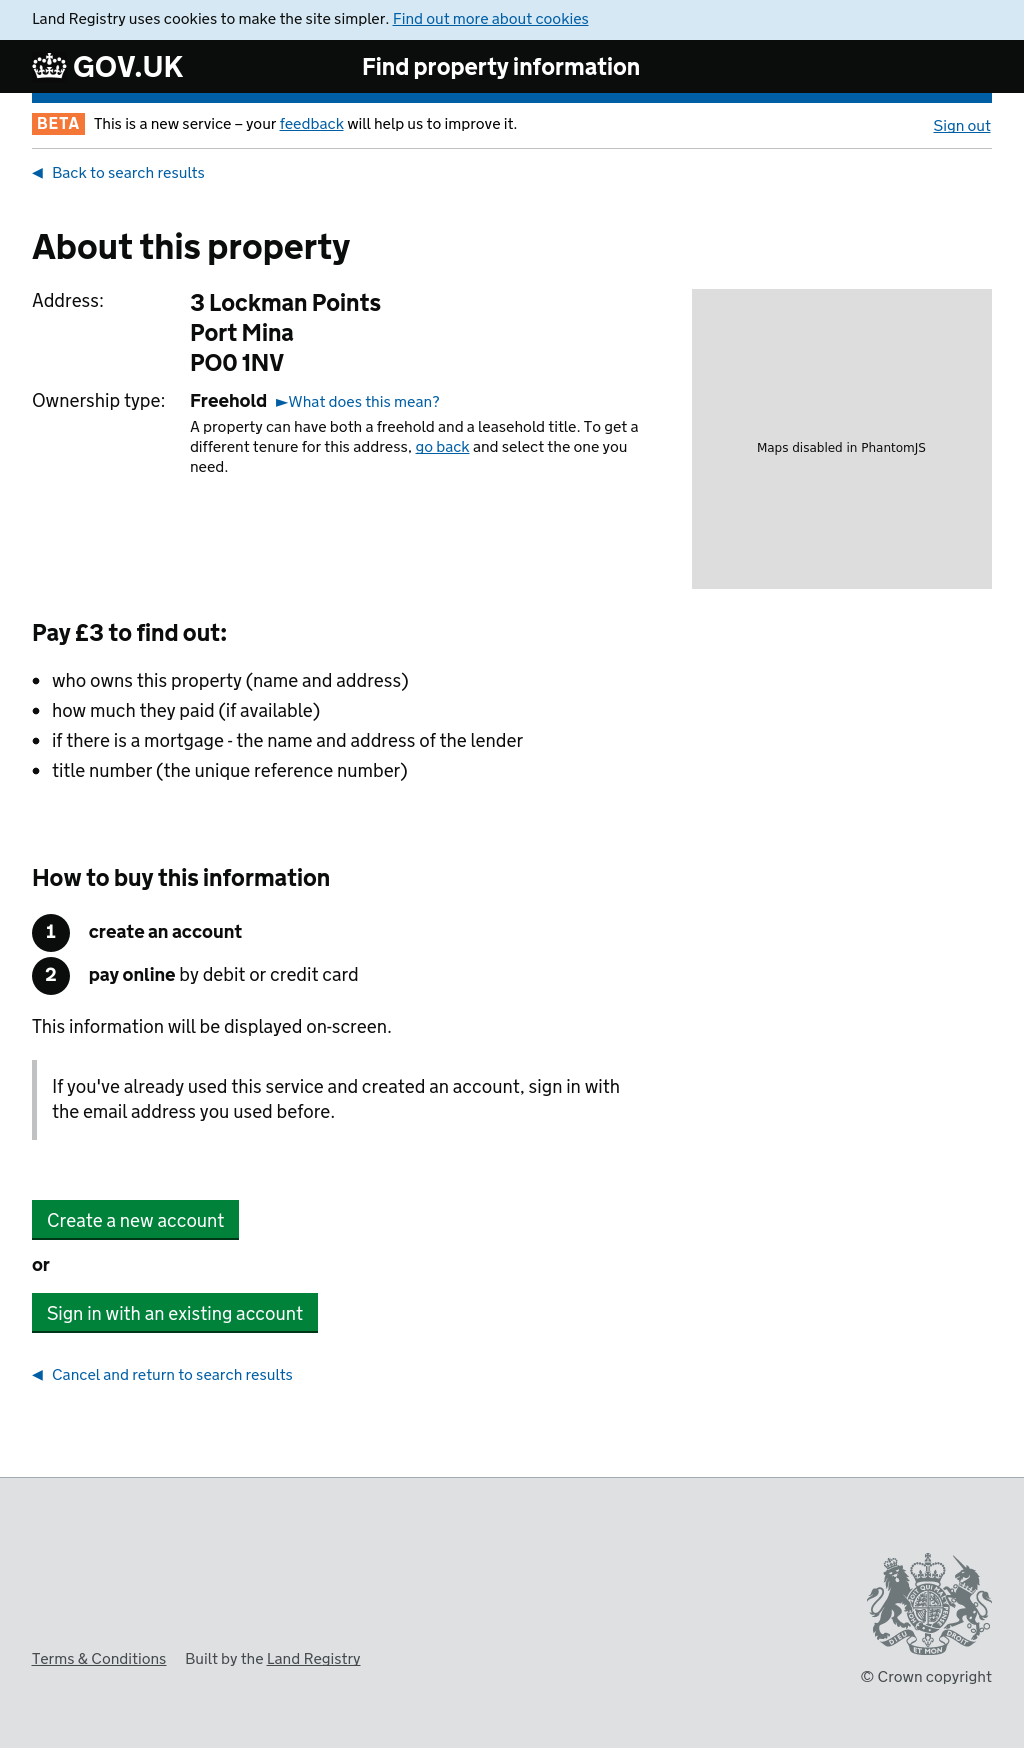 Land Registry uses cookies to make the site simpler. Find out more about cookies
GOV.UK
Find property information
BETA This is a new service – your feedback will help us to improve it.
Sign out
◀ Back to search results
About this property
Address:
3 Lockman Points
Port Mina
PO0 1NV
Ownership type:
Freehold ►What does this mean?
A property can have both a freehold and a leasehold title. To get a
different tenure for this address, go back and select the one you
need.
Maps disabled in PhantomJS
Pay £3 to find out:
• who owns this property (name and address)
• how much they paid (if available)
• if there is a mortgage - the name and address of the lender
• title number (the unique reference number)
How to buy this information
1 create an account
2 pay online by debit or credit card
This information will be displayed on-screen.
If you've already used this service and created an account, sign in with
the email address you used before.
Create a new account
or
Sign in with an existing account
◀ Cancel and return to search results
DIEU ET MON DROIT
Terms & Conditions Built by the Land Registry
© Crown copyright